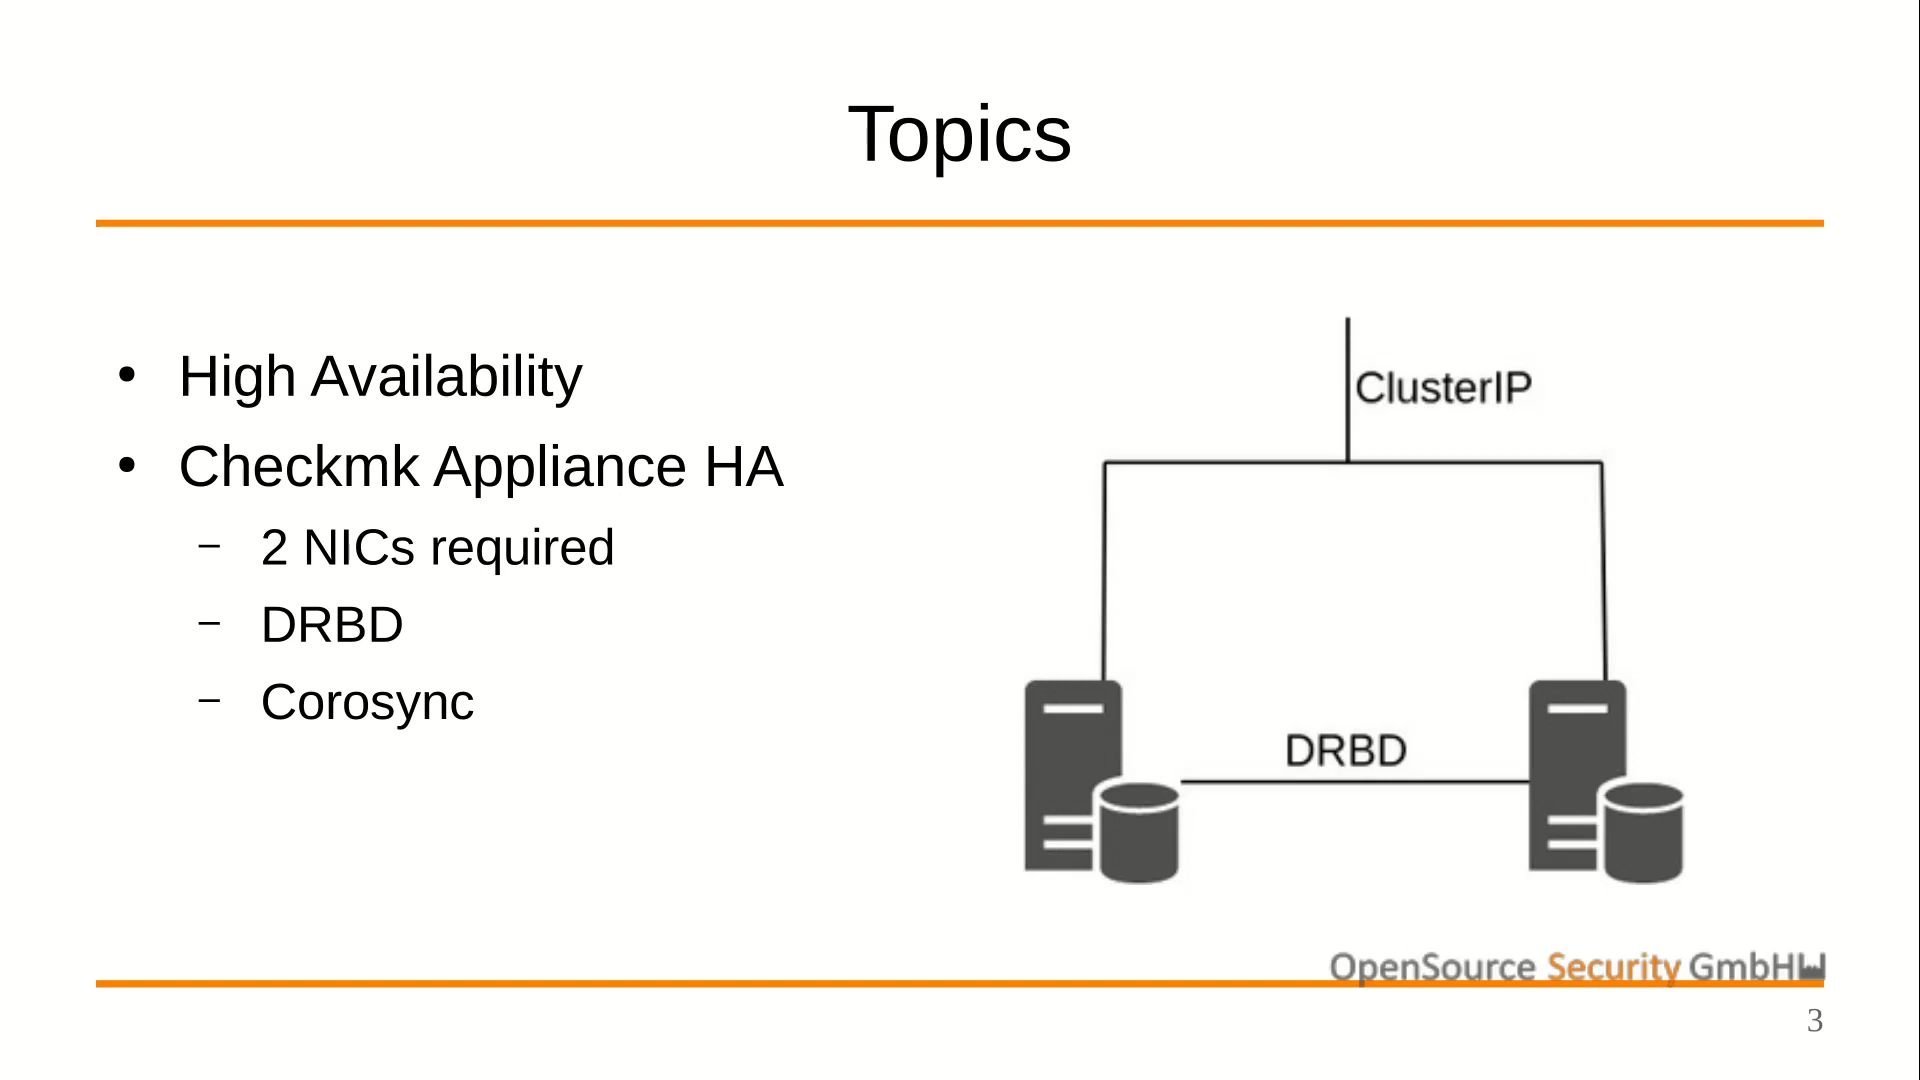 Topics
• High Availability
• Checkmk Appliance HA
– 2 NICs required
– DRBD
– Corosync
ClusterIP
DRBD
OpenSource Security GmbH
3